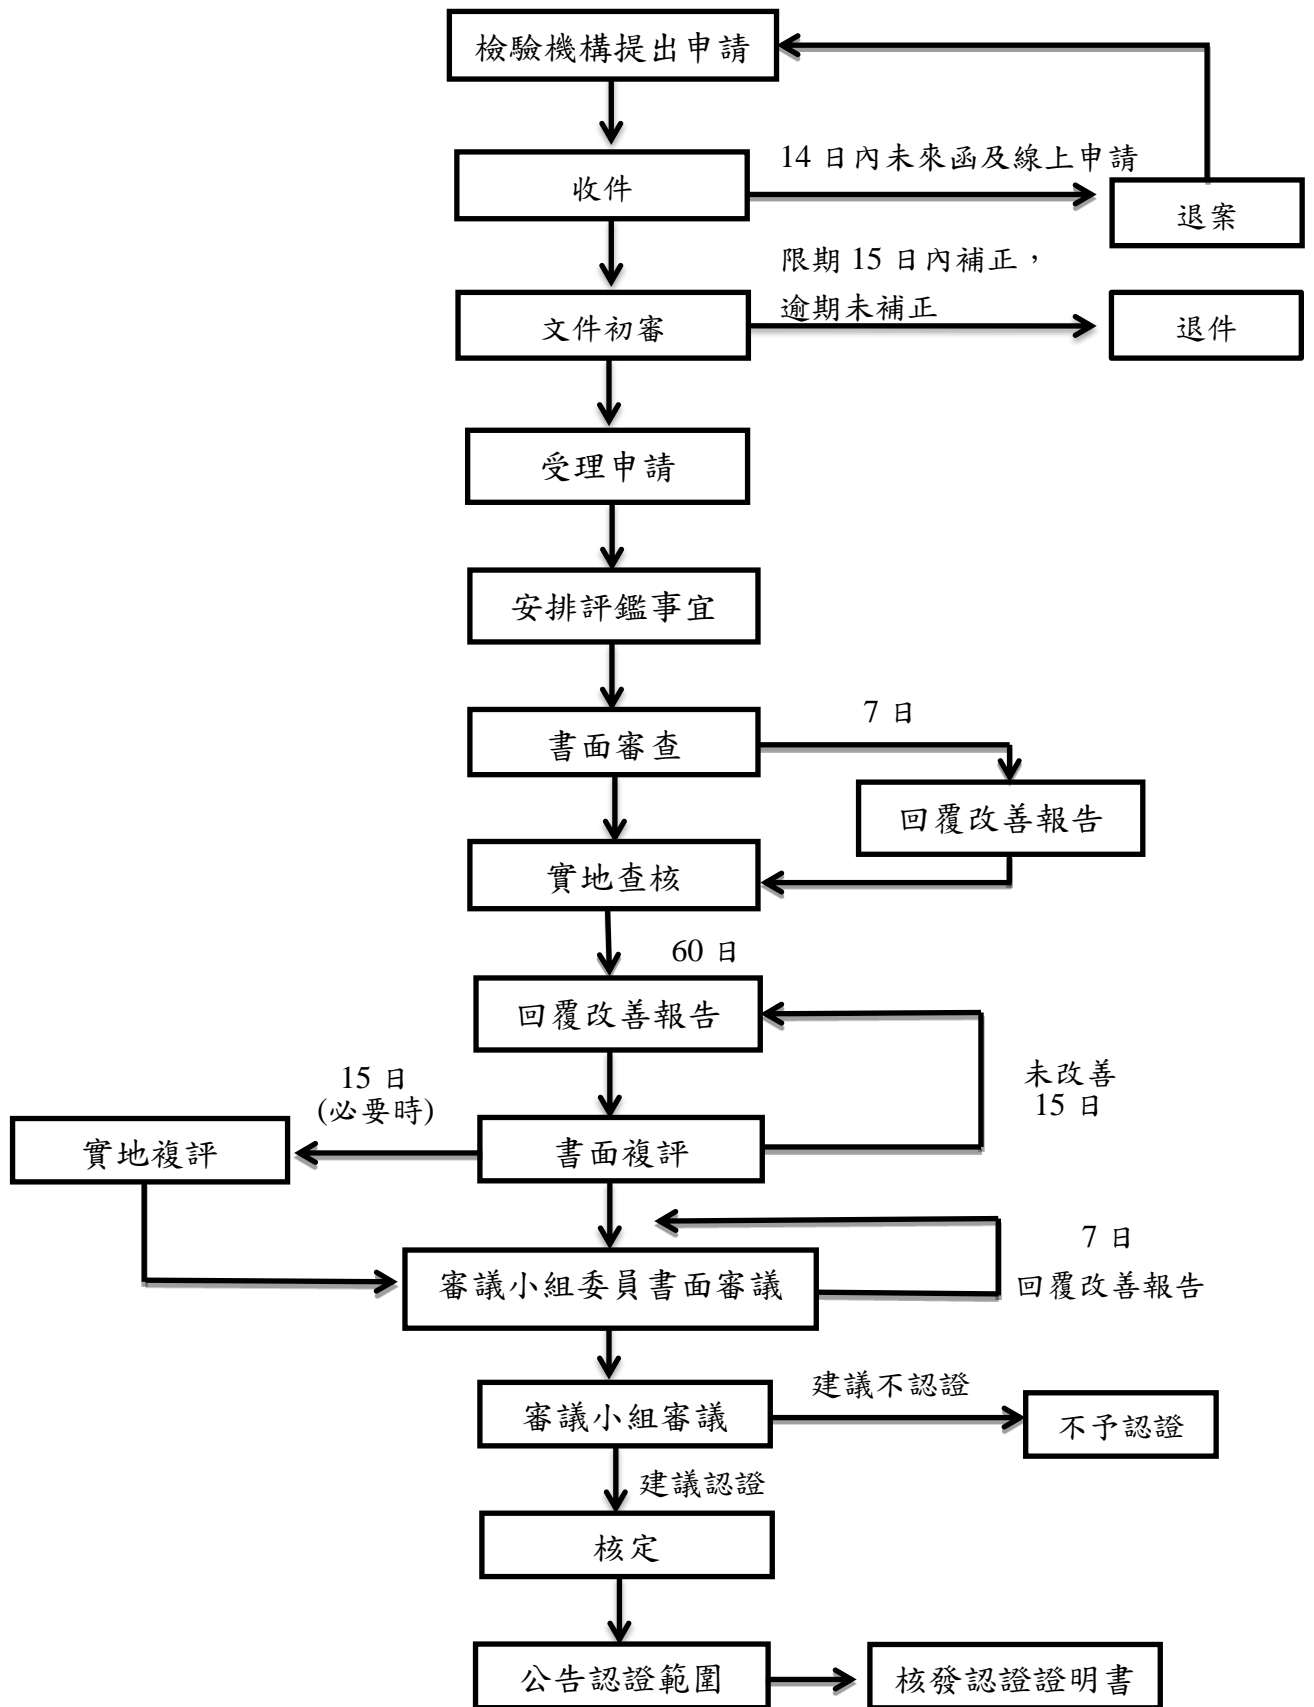 檢驗機構提出申請
14 日內未來函及線上申請
收件
退案
限期 15 日內補正，
逾期未補正
文件初審
退件
受理申請
安排評鑑事宜
7 日
書面審查
回覆改善報告
實地查核
60 日
回覆改善報告
未改善
15 日
15 日
(必要時)
實地複評
書面複評
7 日
回覆改善報告
審議小組委員書面審議
建議不認證
審議小組審議
不予認證
建議認證
核定
公告認證範圍
核發認證證明書